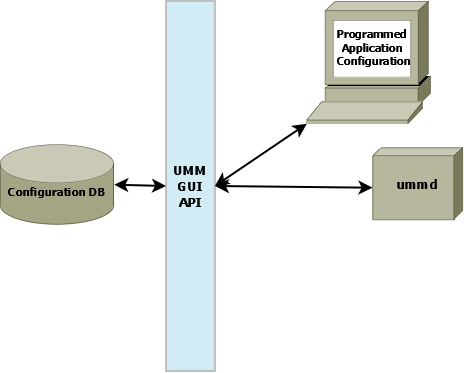 Programmed
Application
Configuration
UMM
GUI
API
Configuration DB
ummd